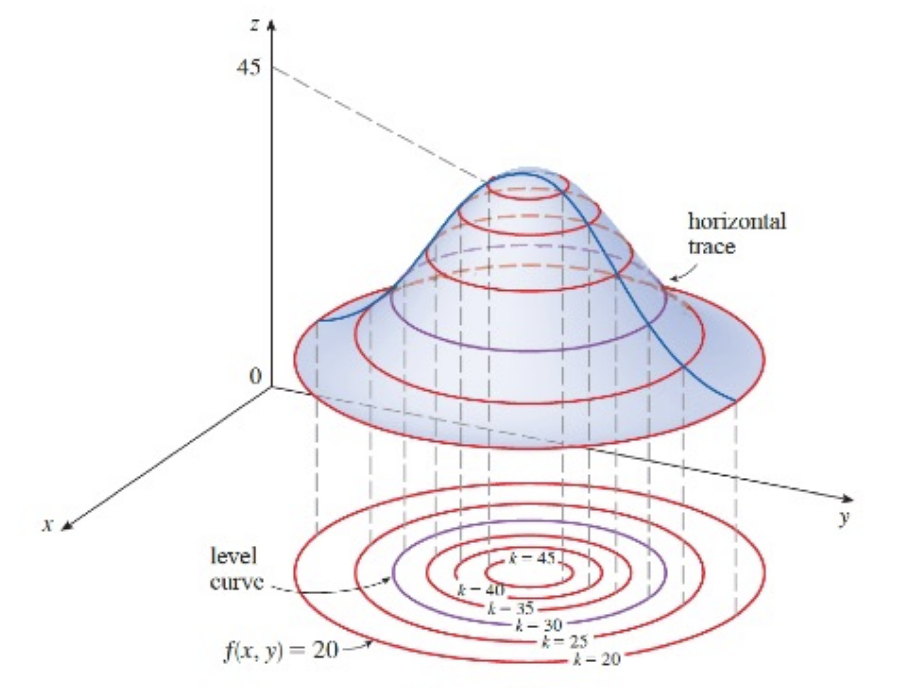 z
45
horizontal
trace
0
x
y
level
curve
k = 45
k = 40
k = 35
k = 30
k = 25
k = 20
f(x, y) = 20